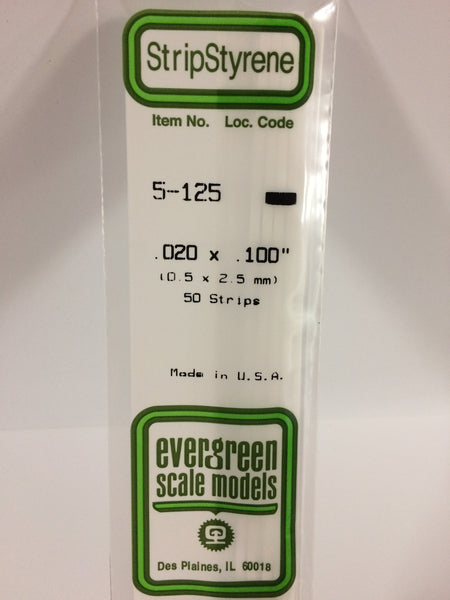 StripStyrene
Item No. Loc. Code
5-125
.020 x .100"
(0.5 x 2.5 mm)
50 Strips
Made in U.S.A.
evergreen
scale models
Des Plaines, IL 60018